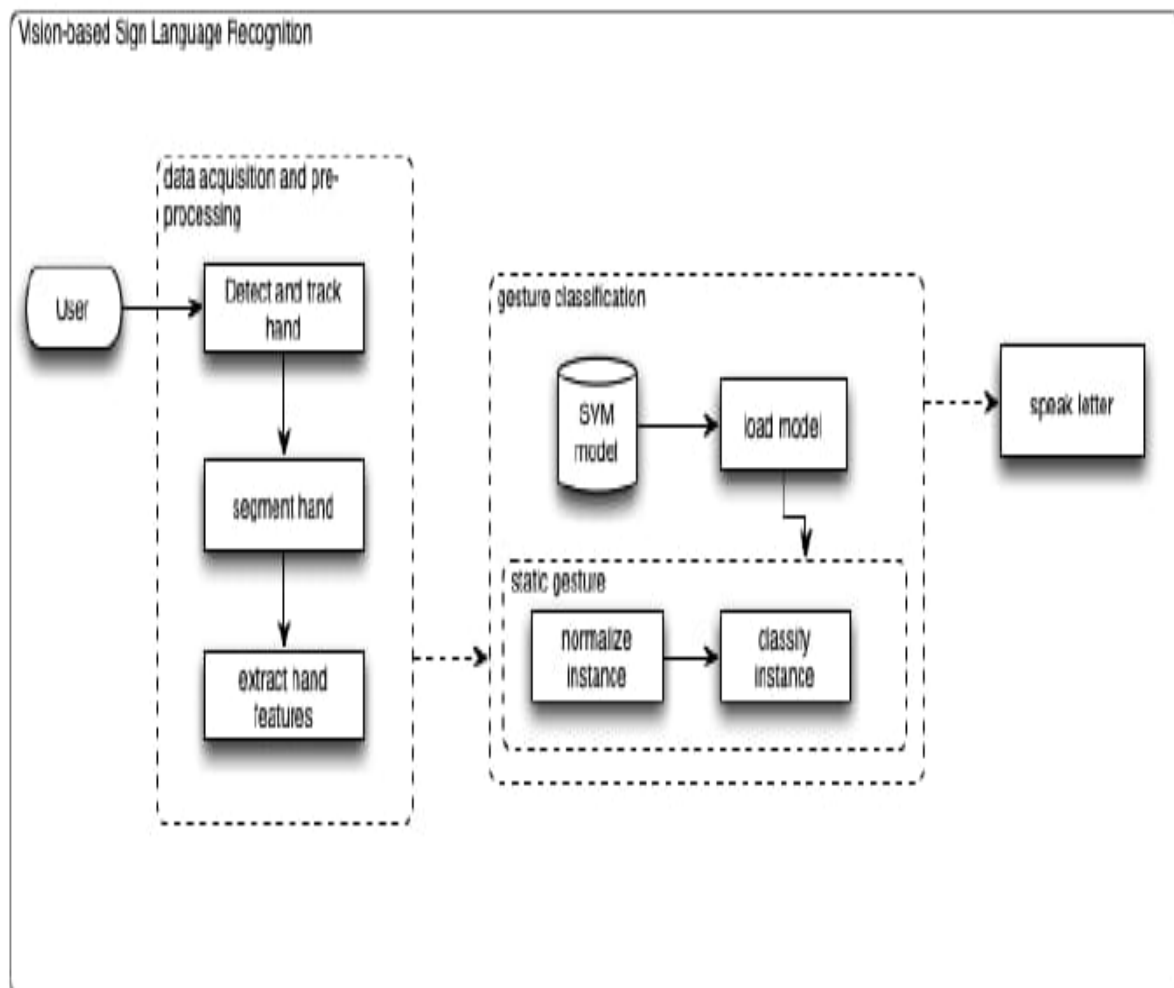 Vision-based Sign Language Recognition
data acquisition and pre-
processing
User
Detect and track
hand
segment hand
extract hand
features
gesture classification
SVM
model
load model
static gesture
normalize
instance
classify
instance
speak letter